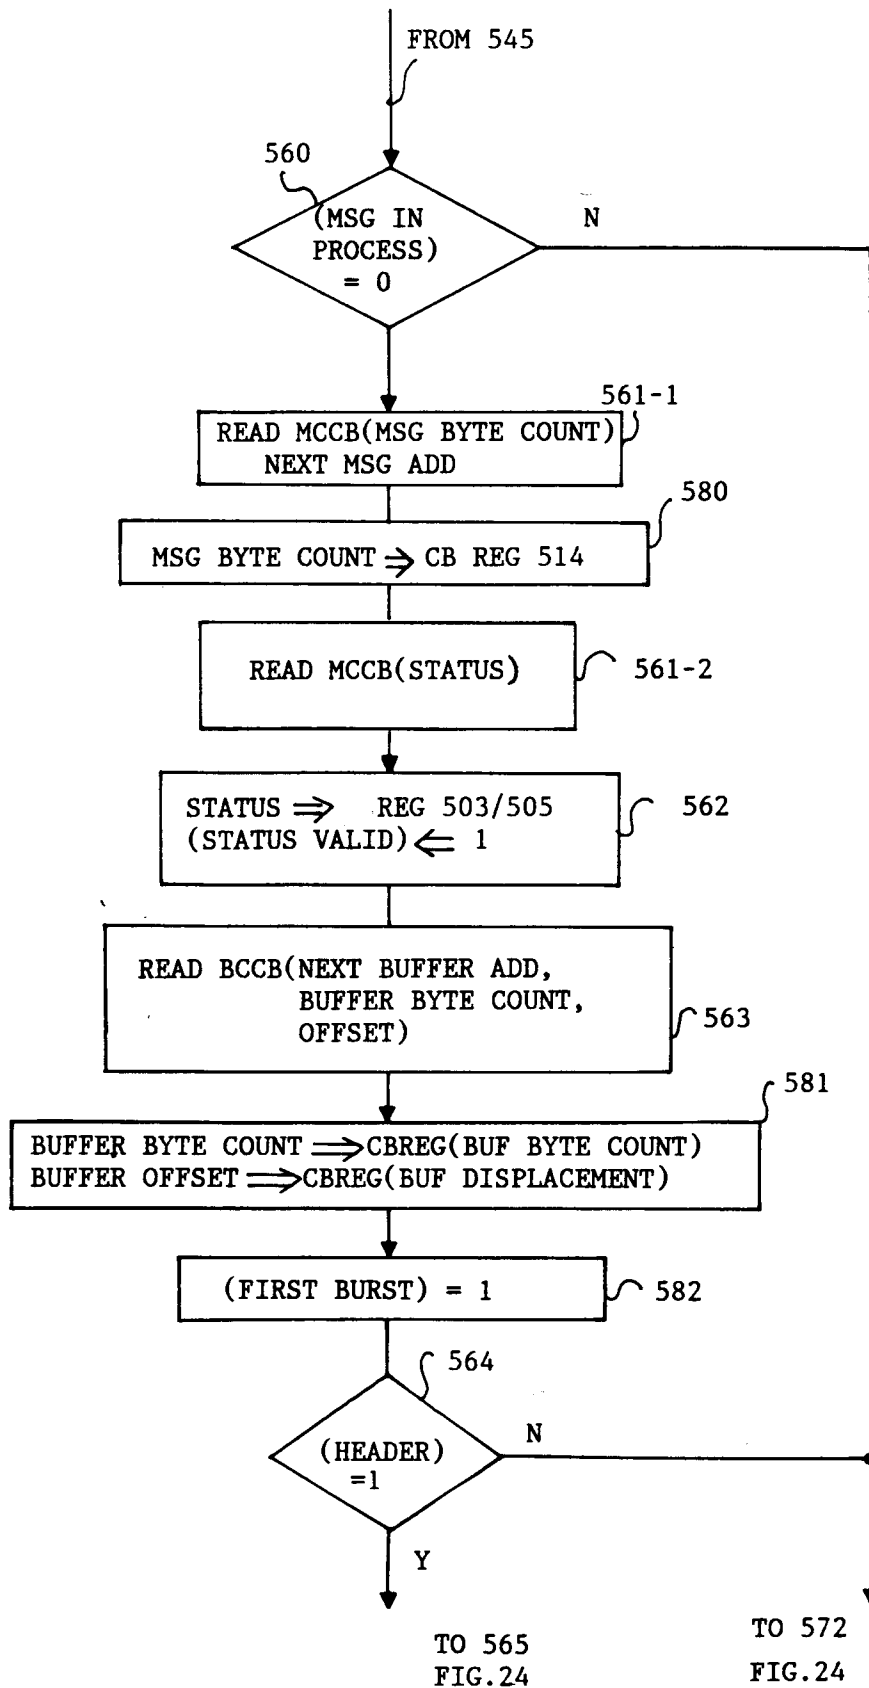 FROM 545
560
(MSG IN
PROCESS)
= 0
N
561-1
READ MCCB(MSG BYTE COUNT)
NEXT MSG ADD
580
MSG BYTE COUNT ⇒ CB REG 514
READ MCCB(STATUS)
561-2
STATUS ⇒ REG 503/505
(STATUS VALID) ⇐ 1
562
READ BCCB(NEXT BUFFER ADD,
BUFFER BYTE COUNT,
OFFSET)
563
581
BUFFER BYTE COUNT ⇒ CBREG(BUF BYTE COUNT)
BUFFER OFFSET ⇒ CBREG(BUF DISPLACEMENT)
(FIRST BURST) = 1
582
564
(HEADER)
=1
N
Y
TO 565
FIG.24
TO 572
FIG.24